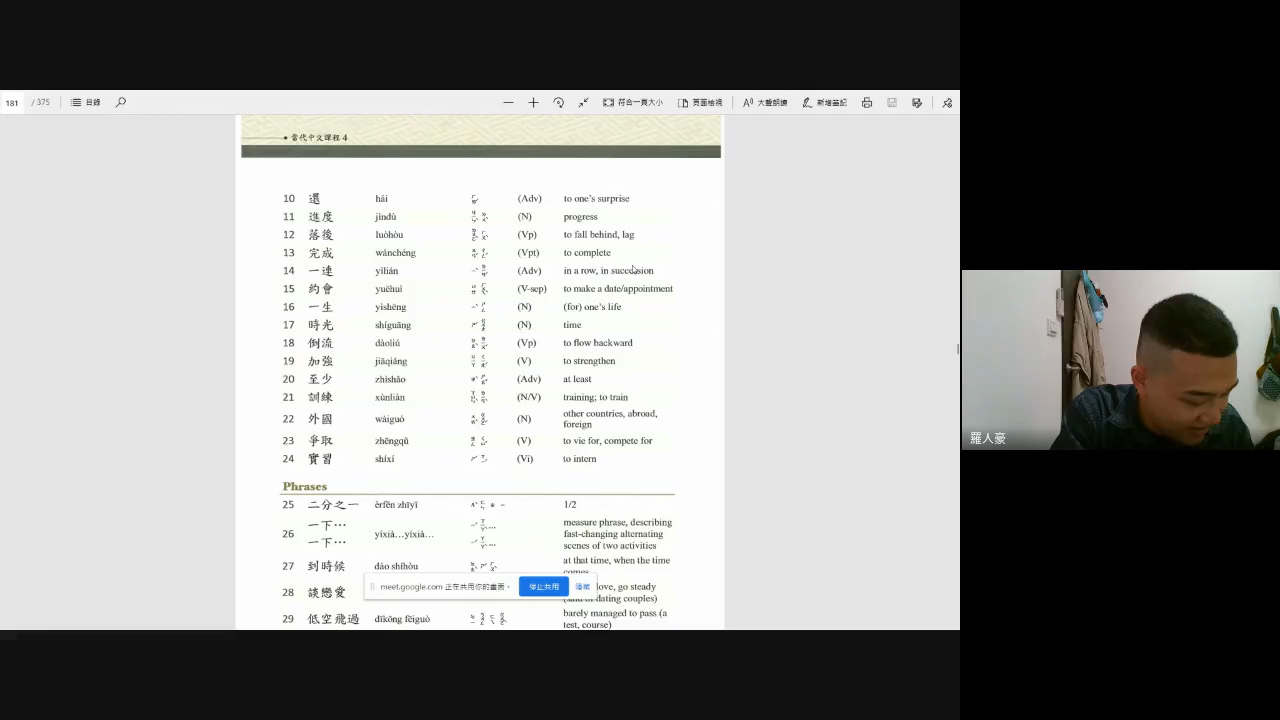 181 / 375 目錄 符合一頁大小 頁面檢視 大聲朗讀 新增筆記
當代中文課程 4
10 還 hái (Adv) to one's surprise
11 進度 jìndù (N) progress
12 落後 luòhòu (Vp) to fall behind, lag
13 完成 wánchéng (Vpt) to complete
14 一連 yìlián (Adv) in a row, in succession
15 約會 yuēhuì (V-sep) to make a date/appointment
16 一生 yìshēng (N) (for) one's life
17 時光 shíguāng (N) time
18 倒流 dàoliú (Vp) to flow backward
19 加強 jiāqiáng (V) to strengthen
20 至少 zhìshǎo (Adv) at least
21 訓練 xùnliàn (N/V) training; to train
22 外國 wàiguó (N) other countries, abroad,
foreign
23 爭取 zhēngqǔ (V) to vie for, compete for
24 實習 shíxí (Vi) to intern
Phrases
25 二分之一 èrfēn zhīyī 1/2
26 一下… 一下… yíxià…yíxià… measure phrase, describing
fast-changing alternating
scenes of two activities
27 到時候 dào shíhòu at that time, when the time
comes
meet.google.com 正在共用你的畫面。 停止共用 隱藏
28 談戀愛 love, go steady
(said of dating couples)
29 低空飛過 dīkōng fēiguò barely managed to pass (a
test, course)
羅人豪